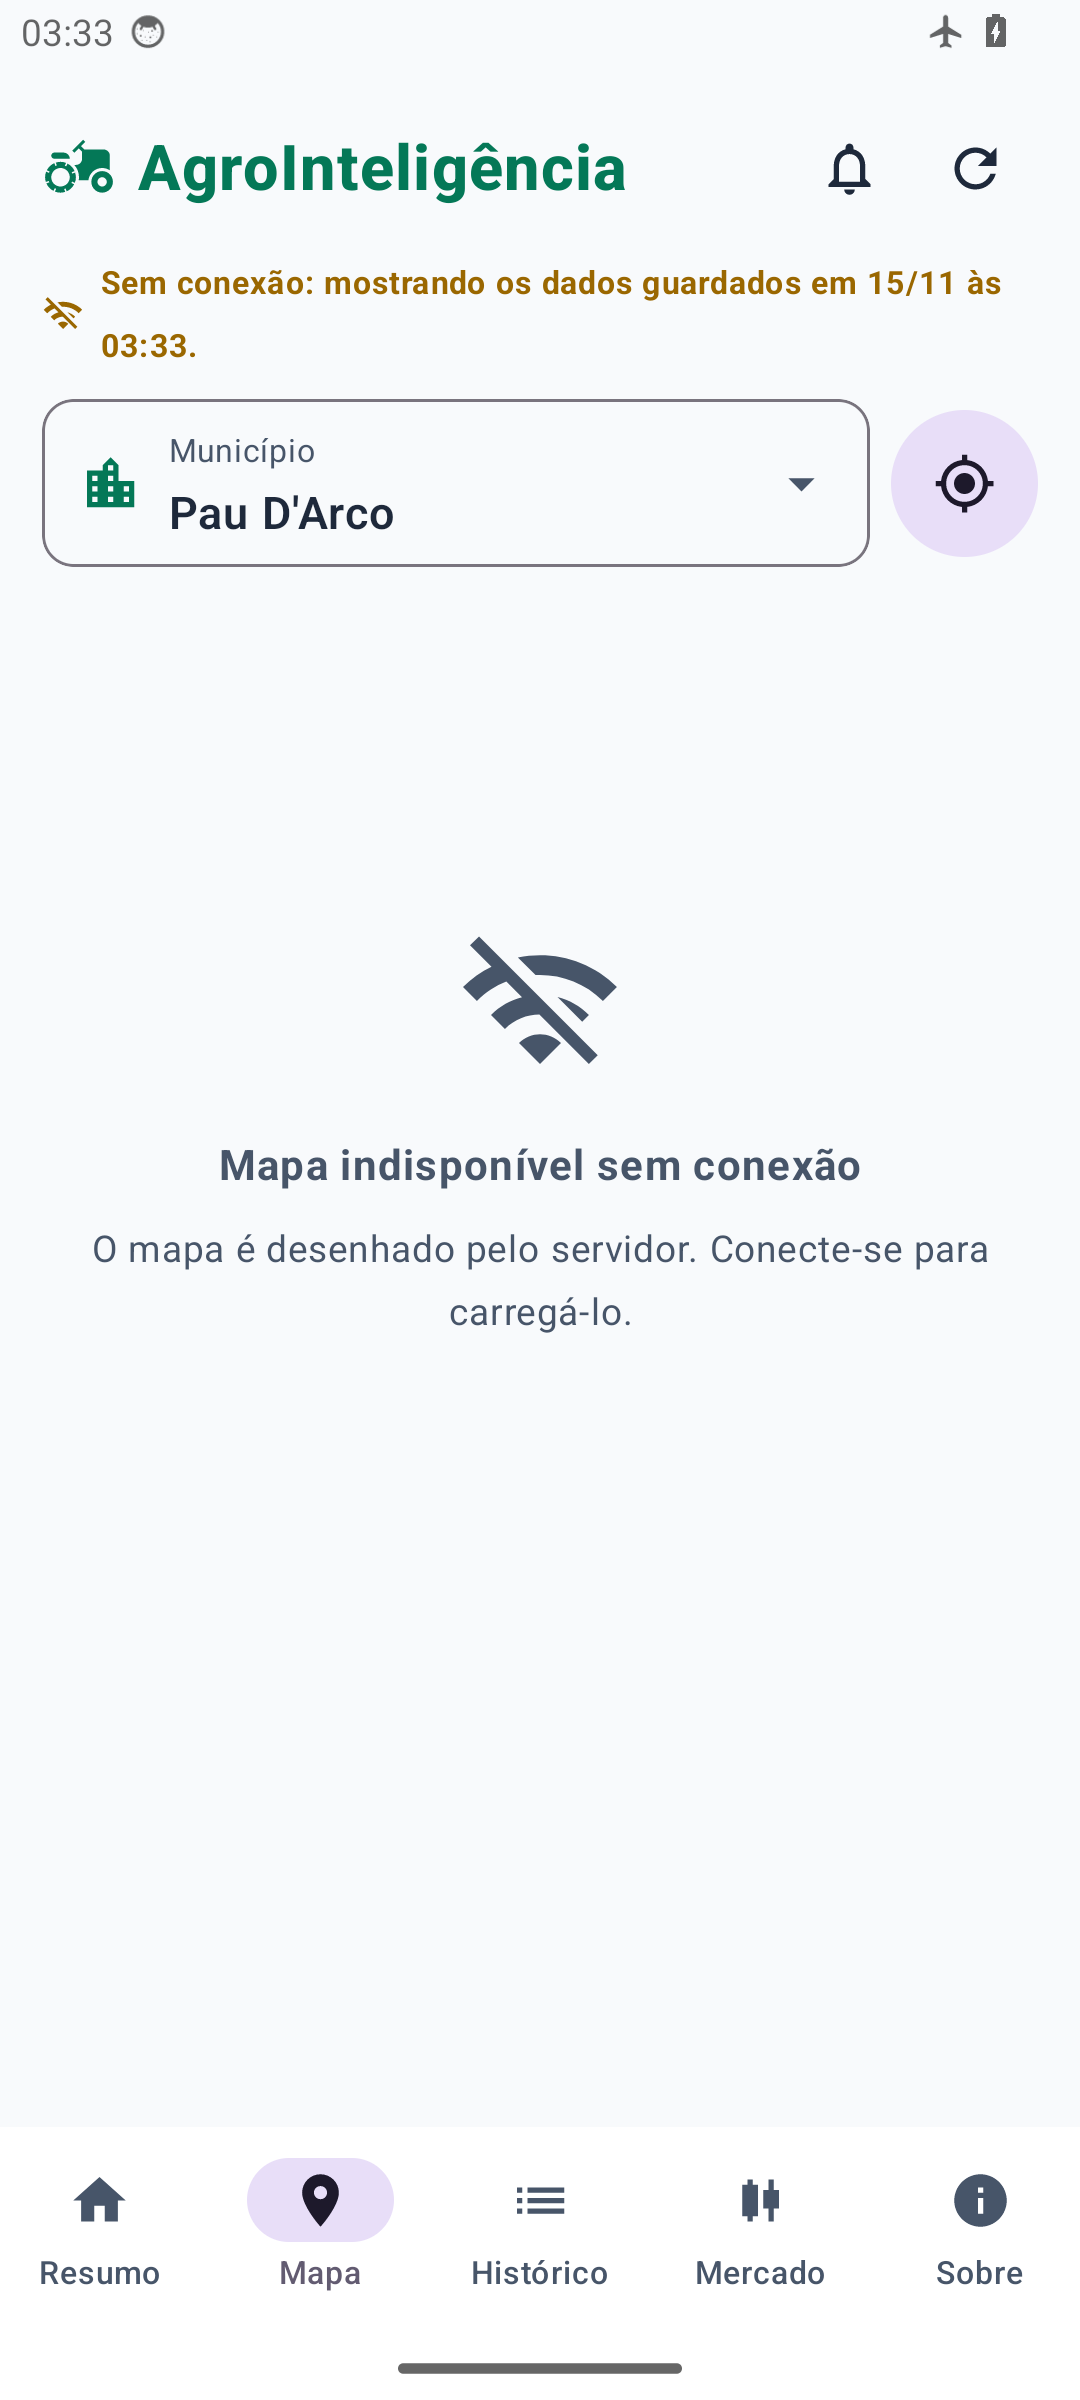 03:33
AgroInteligência
Sem conexão: mostrando os dados guardados em 15/11 às
03:33.
Município
Pau D'Arco
Mapa indisponível sem conexão
O mapa é desenhado pelo servidor. Conecte-se para
carregá-lo.
Resumo
Mapa
Histórico
Mercado
Sobre